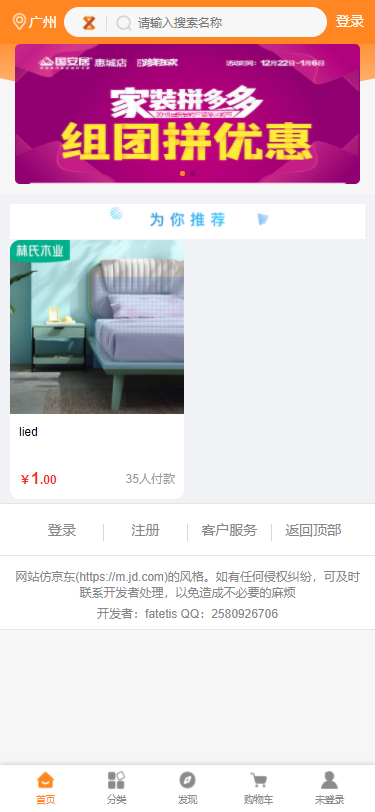 广州
请输入搜索名称
登录
国安居 惠城店
活动时间：12月22日-1月6日
家装拼多多
组团拼优惠
为你推荐
林氏木业
lied
￥1.00
35人付款
登录
注册
客户服务
返回顶部
网站仿京东(https://m.jd.com)的风格。如有任何侵权纠纷，可及时
联系开发者处理，以免造成不必要的麻烦
开发者：fatetis QQ：2580926706
首页
分类
发现
购物车
未登录